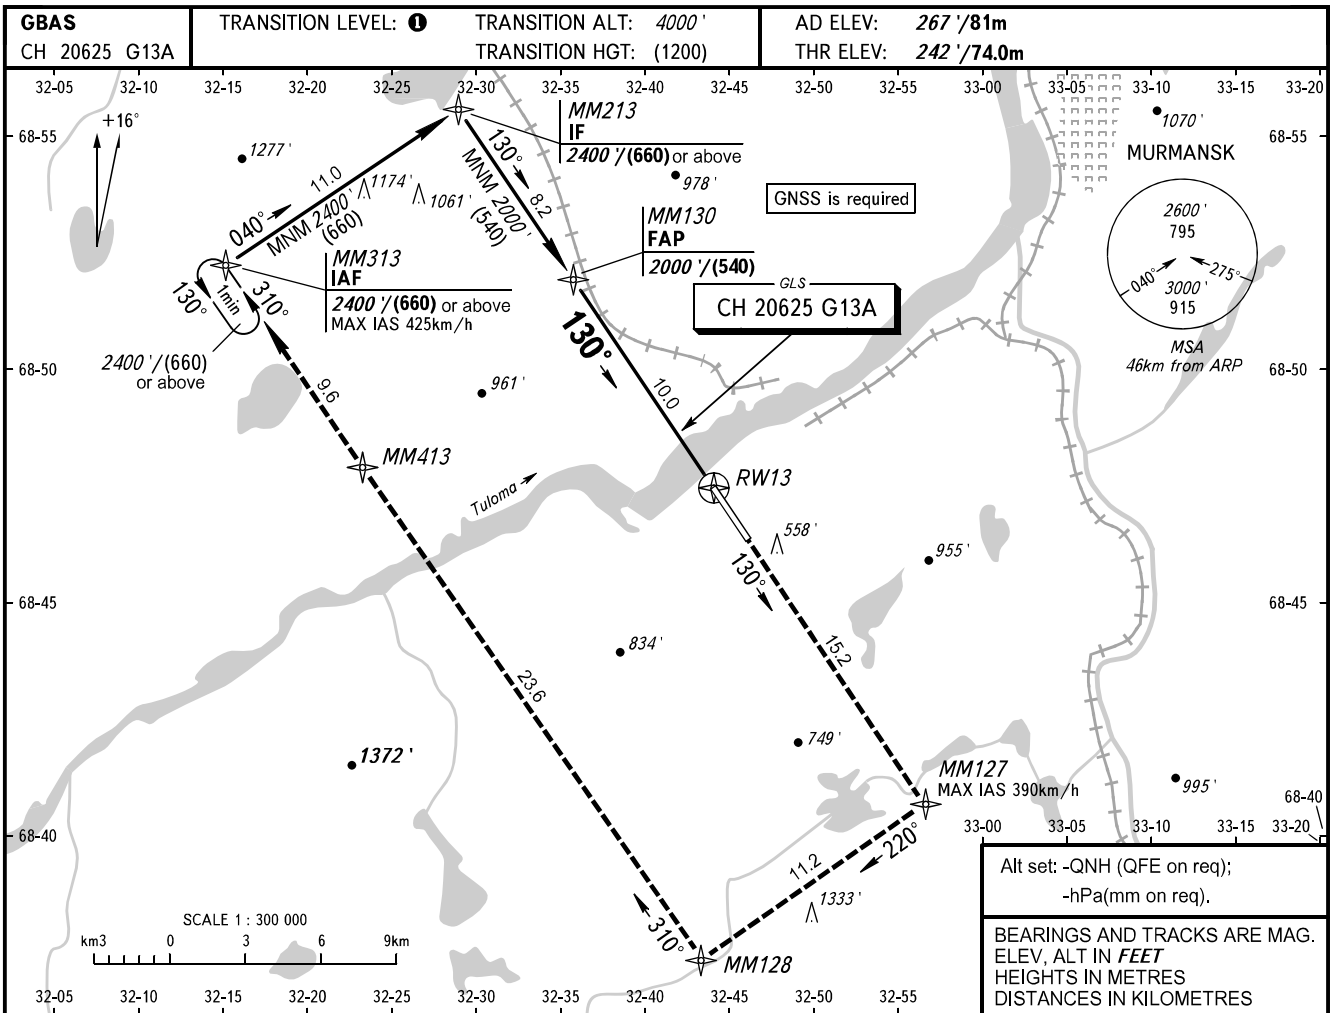 GBAS
CH 20625 G13A
TRANSITION LEVEL: ❶
TRANSITION ALT: 4000 '
TRANSITION HGT: (1200)
AD ELEV: 267 '/81m
THR ELEV: 242 '/74.0m
32-05 32-10 32-15 32-20 32-25 32-30 32-35 32-40 32-45 32-50 32-55 33-00 33-05 33-10 33-15 33-20
+16°
68-55
68-55
1277 '
MM213
IF
2400 '/(660) or above
1070 '
MURMANSK
130°
MNM 2000 '
(540)
8.2
11.0
040°
MNM 2400 '
(660)
1174 '
1061 '
978 '
GNSS is required
2600 '
795
040°
275°
3000 '
915
MSA
46km from ARP
MM130
FAP
2000 '/(540)
MM313
IAF
2400 '/(660) or above
MAX IAS 425km/h
130°
1min
310°
2400 '/(660)
or above
GLS
CH 20625 G13A
130°
68-50
68-50
9.6
961 '
10.0
MM413
RW13
Tuloma
558 '
955 '
130°
68-45
68-45
834 '
15.2
23.6
749 '
1372 '
MM127
MAX IAS 390km/h
995 '
68-40
68-40
33-00 33-05 33-10 33-15 33-20
220°
11.2
1333 '
310°
MM128
Alt set: -QNH (QFE on req);
-hPa(mm on req).
SCALE 1 : 300 000
km3 0 3 6 9km
BEARINGS AND TRACKS ARE MAG.
ELEV, ALT IN FEET
HEIGHTS IN METRES
DISTANCES IN KILOMETRES
32-05 32-10 32-15 32-20 32-25 32-30 32-35 32-40 32-45 32-50 32-55